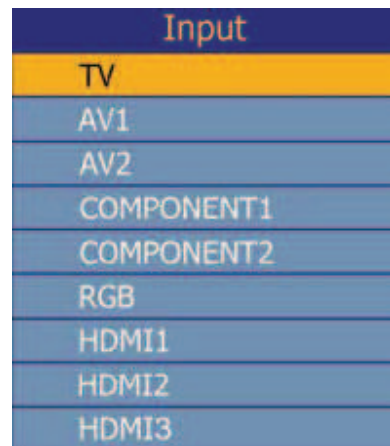 Input
TV
AV1
AV2
COMPONENT1
COMPONENT2
RGB
HDMI1
HDMI2
HDMI3